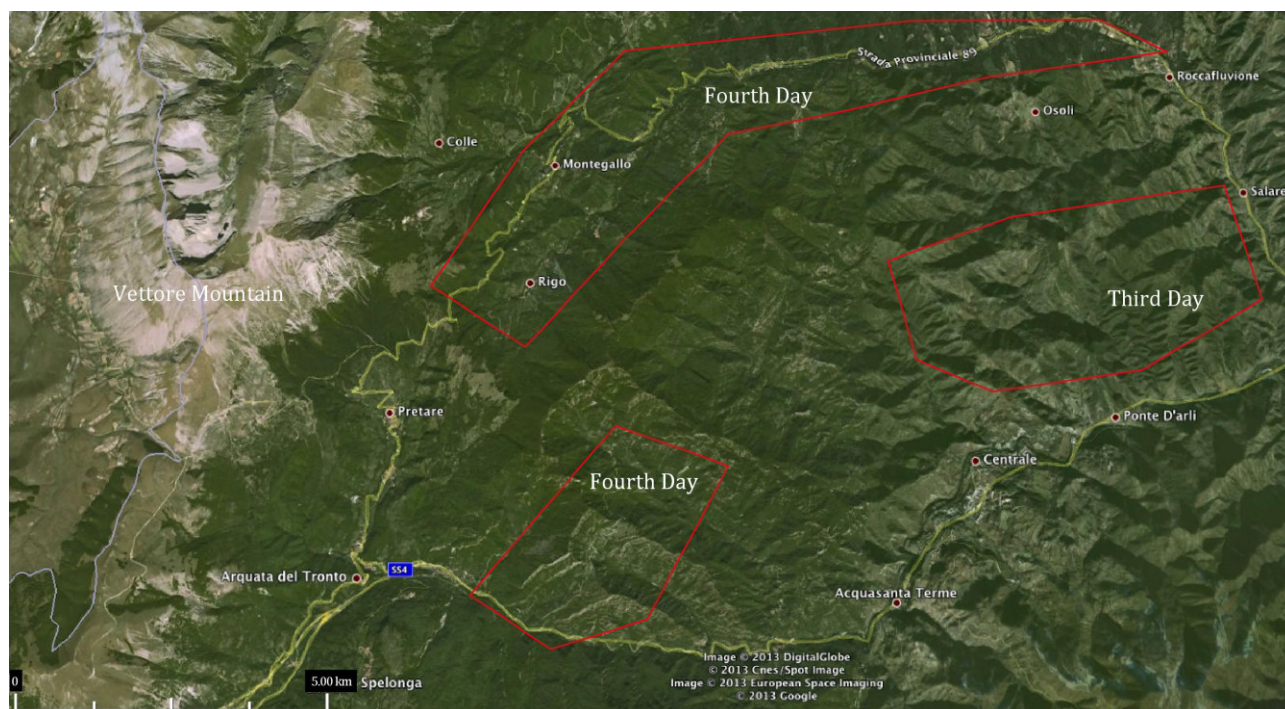 Strada Provinciale 89
Roccafluvione
Fourth Day
Osoli
Colle
Montegallo
Salare
Rigo
Vettore Mountain
Third Day
Pretare
Ponte D'arli
Centrale
Fourth Day
Arquata del Tronto
SS4
Acquasanta Terme
Image © 2013 DigitalGlobe
© 2013 Cnes/Spot Image
Image © 2013 European Space Imaging
© 2013 Google
0
5.00 km
Spelonga